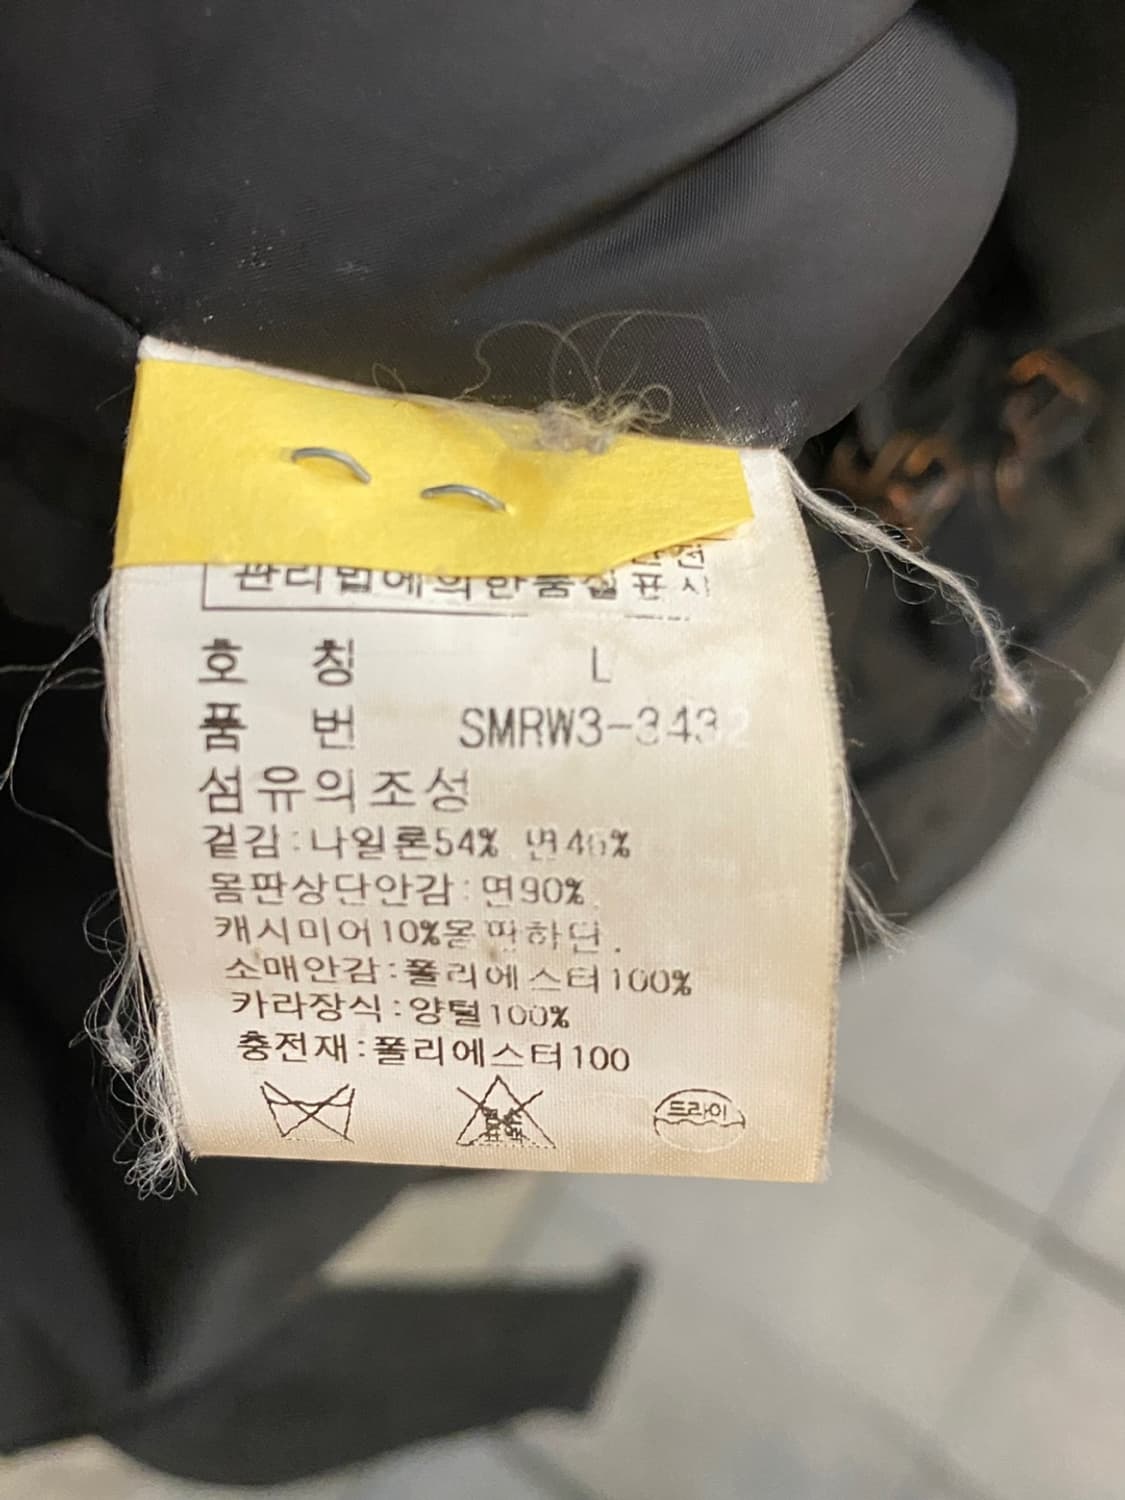 관리법에의한품질표시
호 칭 L
품 번 SMRW3-3432
섬유의조성
겉감:나일론54% 면46%
몸판상단안감:면90%
캐시미어10%몸판하단.
소매안감:폴리에스터100%
카라장식:양털100%
충전재:폴리에스터100
드라이